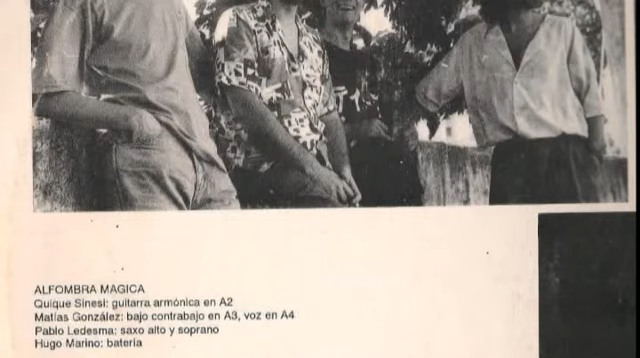 ALFOMBRA MAGICA
Quique Sinesi: guitarra armónica en A2
Matías González: bajo contrabajo en A3, voz en A4
Pablo Ledesma: saxo alto y soprano
Hugo Marino: batería